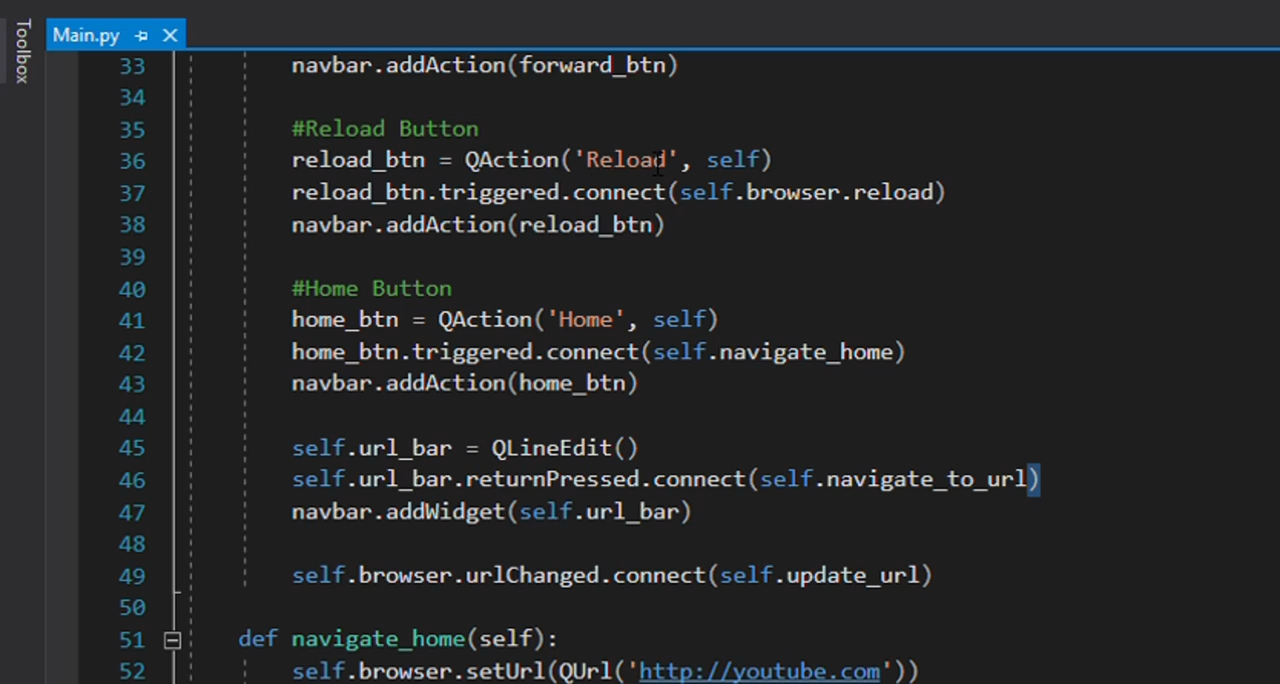 Toolbox
Main.py
33 navbar.addAction(forward_btn)
34
35 #Reload Button
36 reload_btn = QAction('Reload', self)
37 reload_btn.triggered.connect(self.browser.reload)
38 navbar.addAction(reload_btn)
39
40 #Home Button
41 home_btn = QAction('Home', self)
42 home_btn.triggered.connect(self.navigate_home)
43 navbar.addAction(home_btn)
44
45 self.url_bar = QLineEdit()
46 self.url_bar.returnPressed.connect(self.navigate_to_url)
47 navbar.addWidget(self.url_bar)
48
49 self.browser.urlChanged.connect(self.update_url)
50
51 def navigate_home(self):
52 self.browser.setUrl(QUrl('http://youtube.com'))